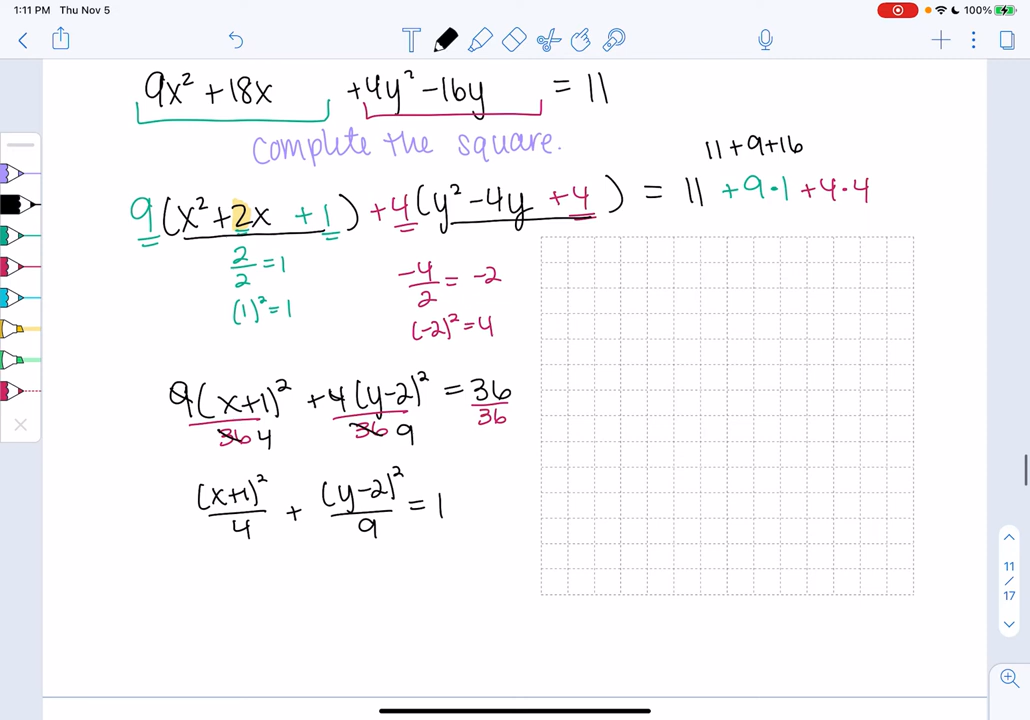 1:11 PM Thu Nov 5
100%
9x² + 18x + 4y² - 16y = 11
Complete the square.
11 + 9 + 16
9(x² + 2x + 1) + 4(y² - 4y + 4) = 11 + 9·1 + 4·4
2/2 = 1
(1)² = 1
-4/2 = -2
(-2)² = 4
9(x+1)²/36 4 + 4(y-2)²/36 9 = 36/36
(x+1)²/4 + (y-2)²/9 = 1
11
/
17